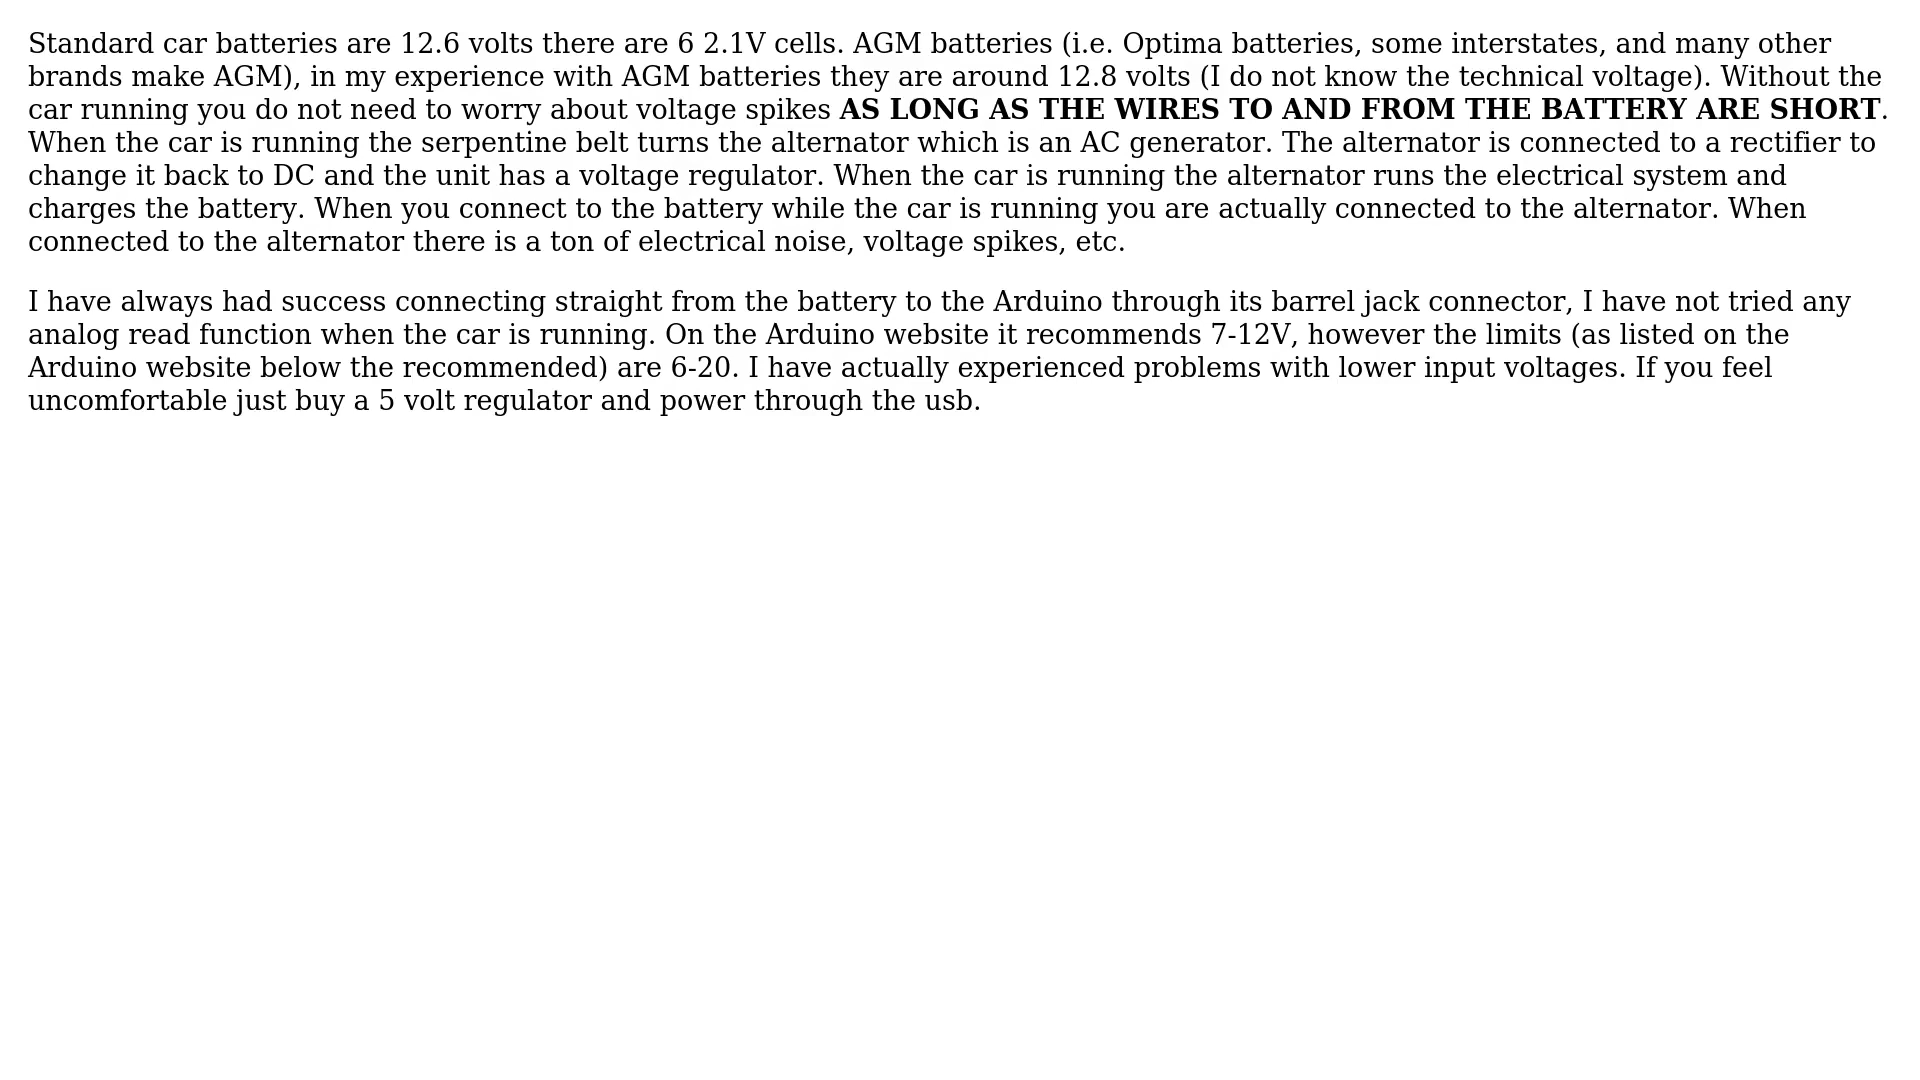 Standard car batteries are 12.6 volts there are 6 2.1V cells. AGM batteries (i.e. Optima batteries, some interstates, and many other
brands make AGM), in my experience with AGM batteries they are around 12.8 volts (I do not know the technical voltage). Without the
car running you do not need to worry about voltage spikes AS LONG AS THE WIRES TO AND FROM THE BATTERY ARE SHORT.
When the car is running the serpentine belt turns the alternator which is an AC generator. The alternator is connected to a rectifier to
change it back to DC and the unit has a voltage regulator. When the car is running the alternator runs the electrical system and
charges the battery. When you connect to the battery while the car is running you are actually connected to the alternator. When
connected to the alternator there is a ton of electrical noise, voltage spikes, etc.
I have always had success connecting straight from the battery to the Arduino through its barrel jack connector, I have not tried any
analog read function when the car is running. On the Arduino website it recommends 7-12V, however the limits (as listed on the
Arduino website below the recommended) are 6-20. I have actually experienced problems with lower input voltages. If you feel
uncomfortable just buy a 5 volt regulator and power through the usb.